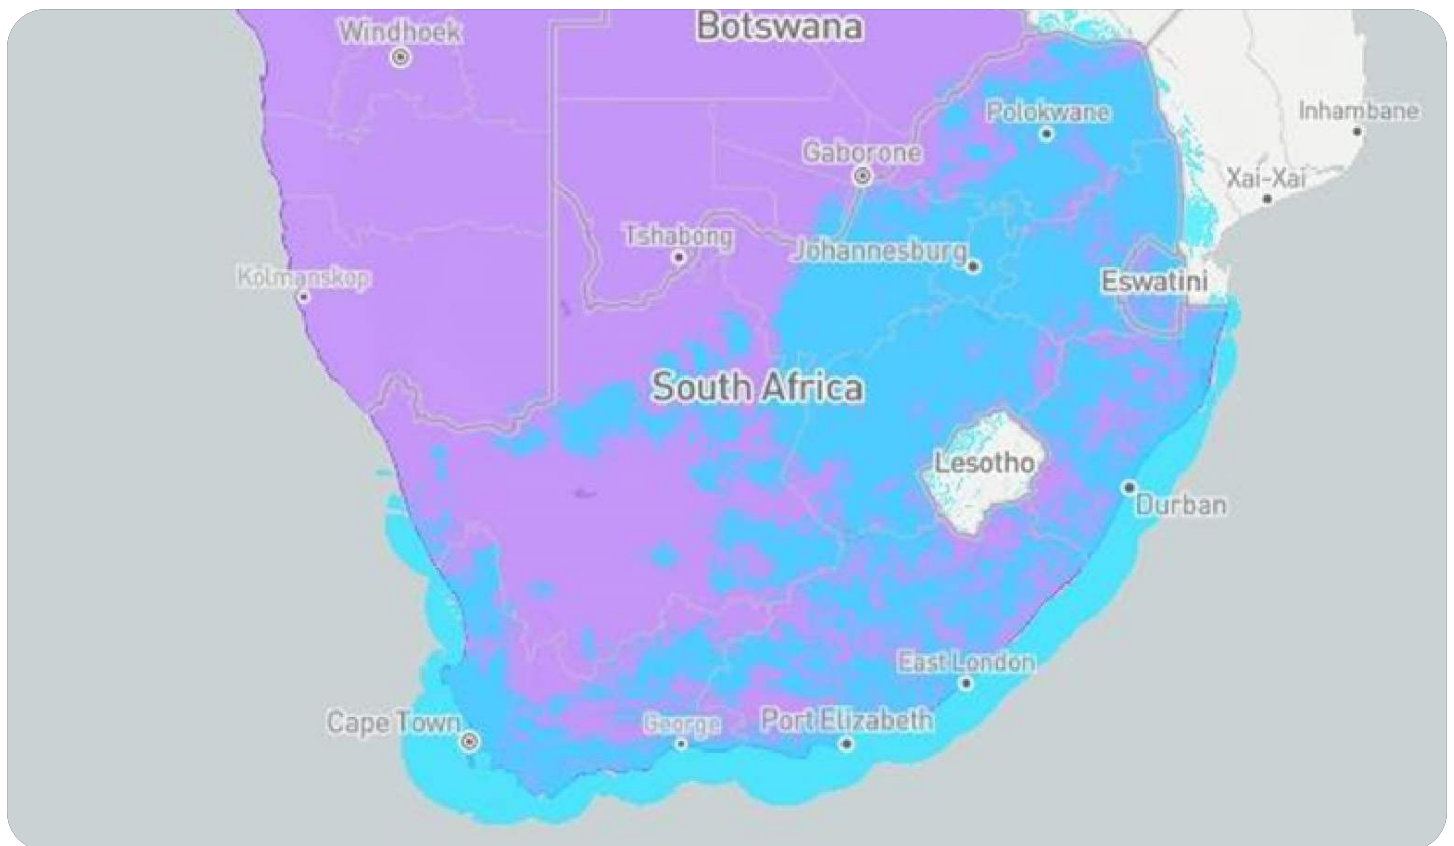 Botswana
Windhoek
Polokwane
Inhambane
Gaborone
Xai-Xai
Tshabong
Johannesburg
Kolmanskop
Eswatini
South Africa
Lesotho
Durban
East London
Cape Town
George
Port Elizabeth